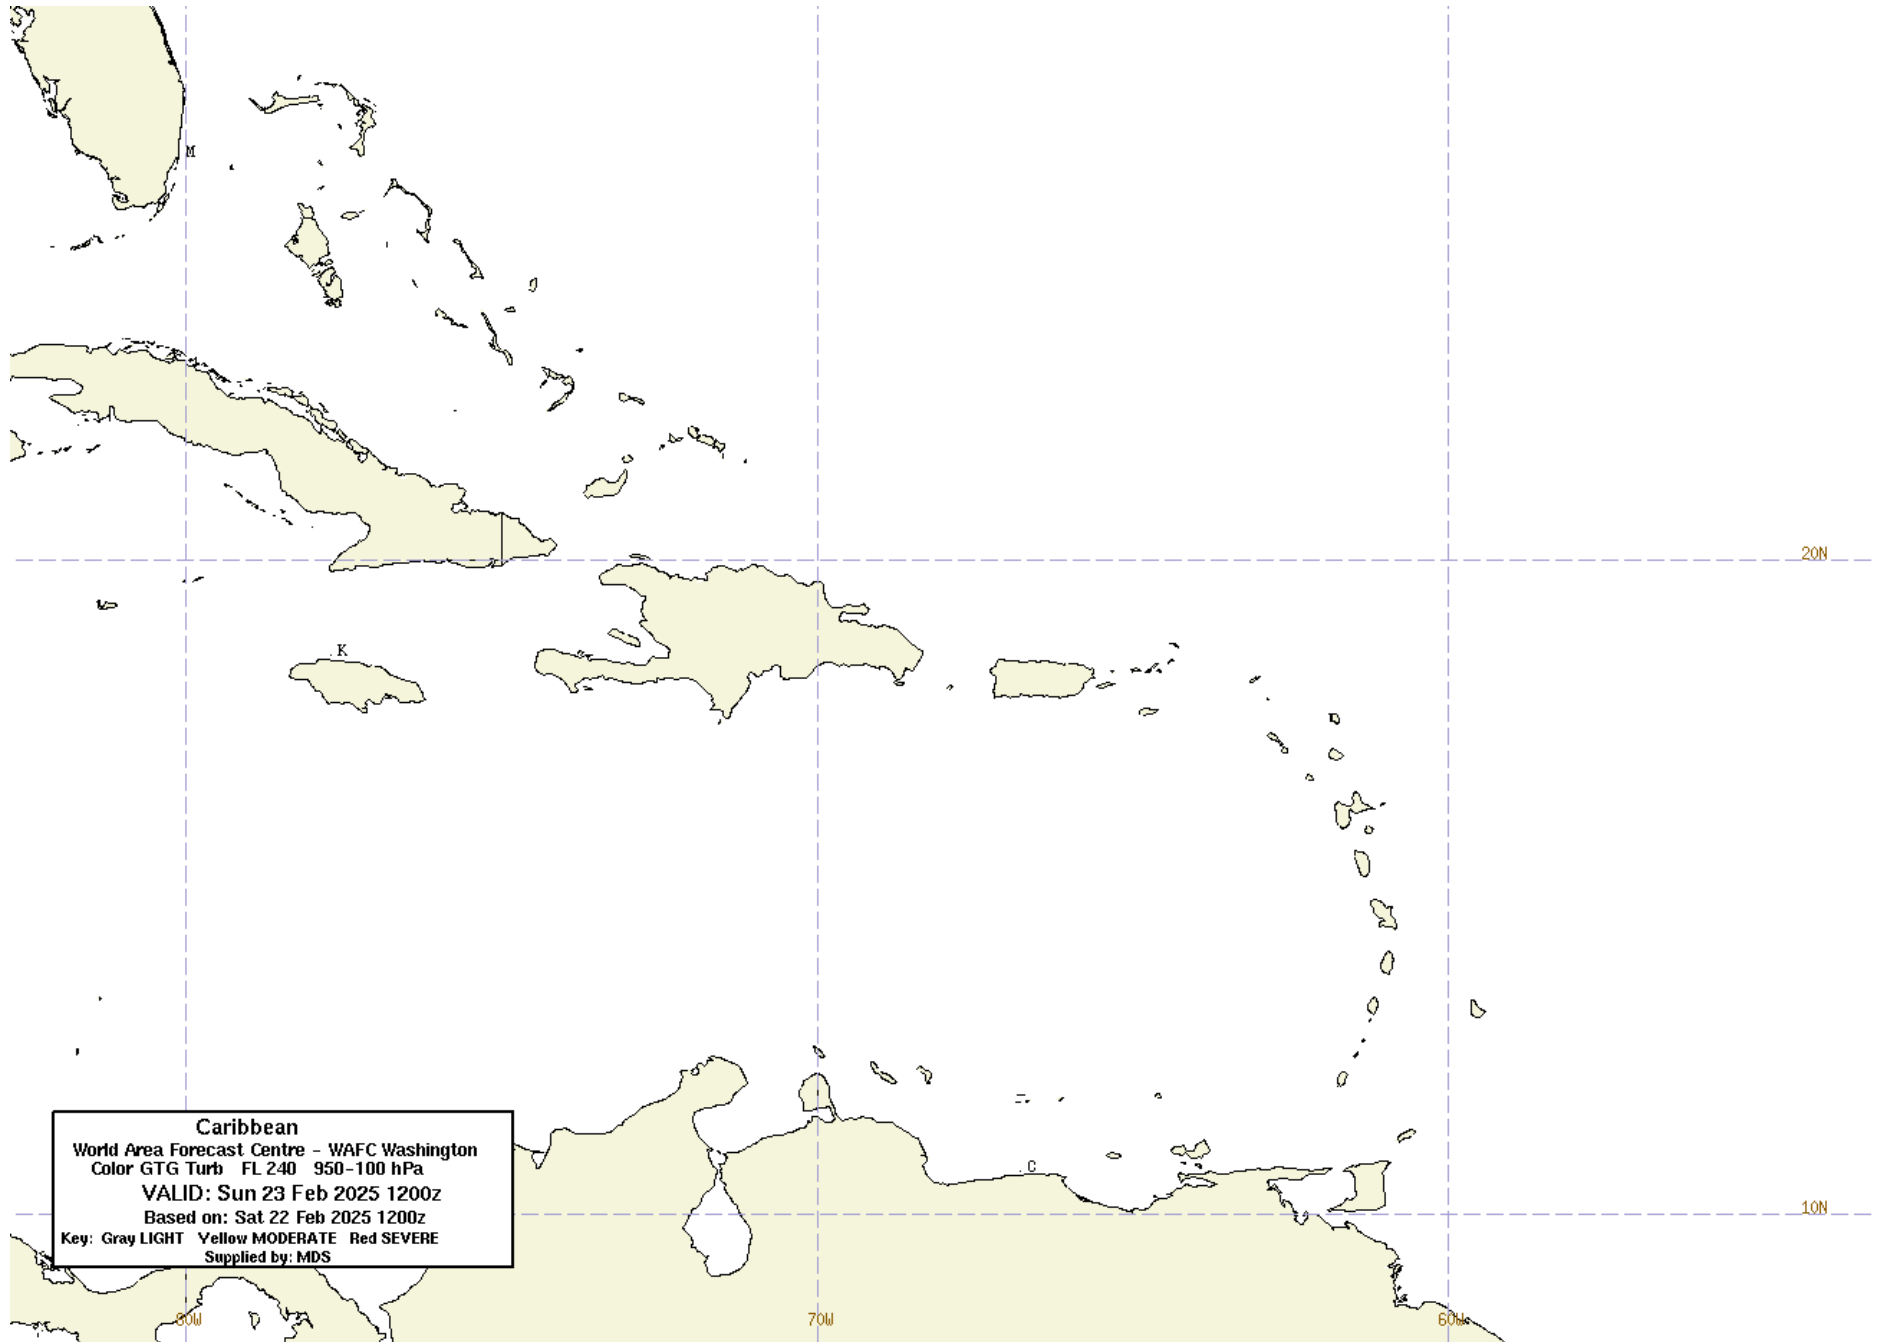 M
20N
K
.C
10N
Caribbean
World Area Forecast Centre - WAFC Washington
Color GTG Turb FL 240 950-100 hPa
VALID: Sun 23 Feb 2025 1200z
Based on: Sat 22 Feb 2025 1200z
Key: Gray LIGHT Yellow MODERATE Red SEVERE
Supplied by: MDS
80W
70W
60W